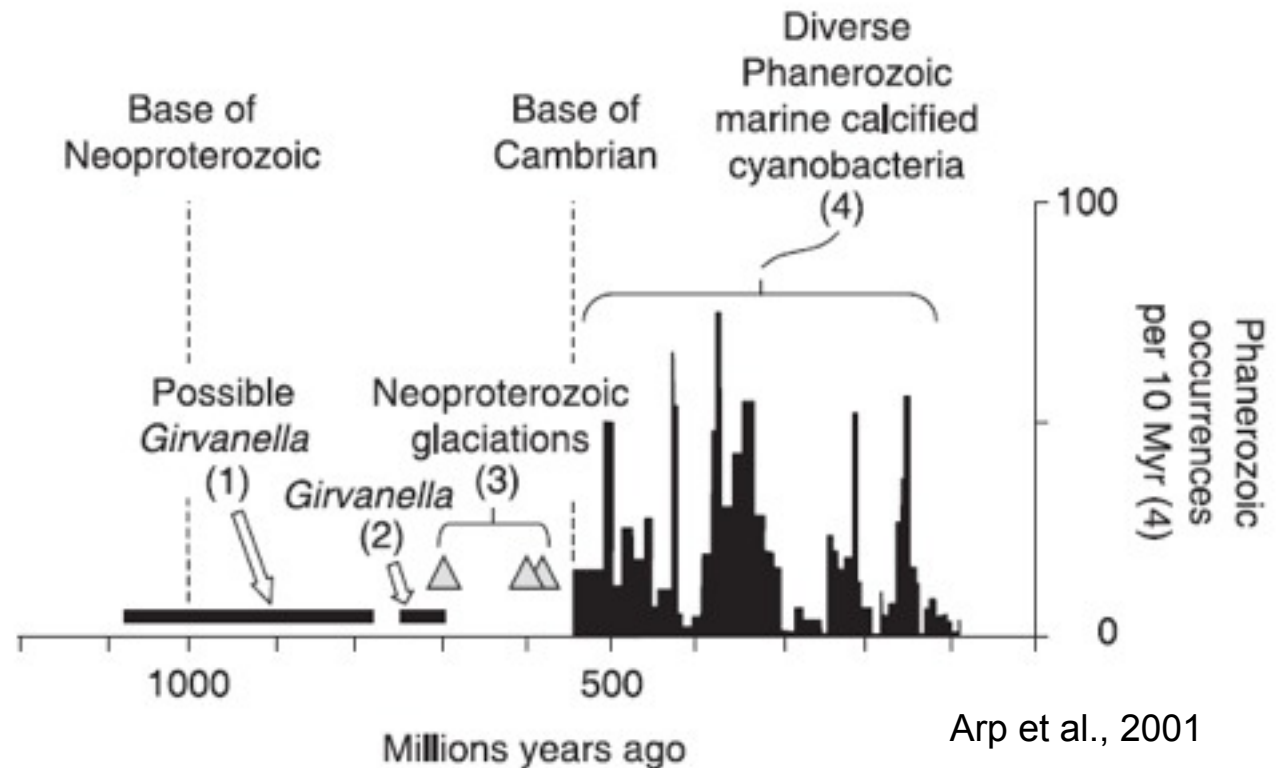 Diverse
Phanerozoic
marine calcified
cyanobacteria
(4)
Base of
Neoproterozoic
Base of
Cambrian
100
Possible
Girvanella
(1)
Neoproterozoic
glaciations
(3)
Girvanella
(2)
Phanerozoic
occurrences
per 10 Myr (4)
0
1000
500
Millions years ago
Arp et al., 2001